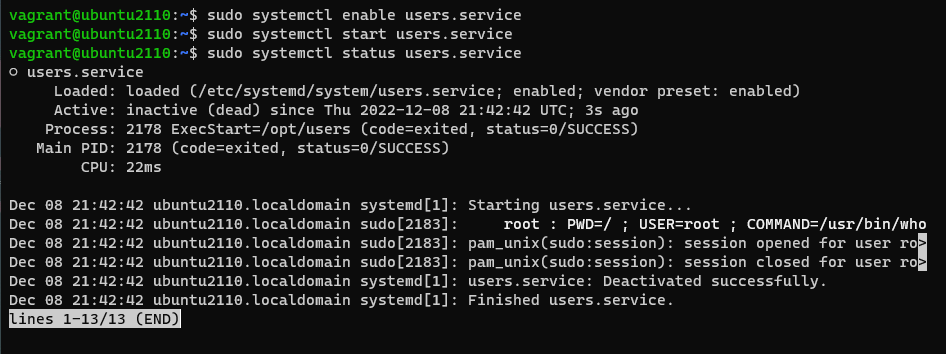 vagrant@ubuntu2110:~$ sudo systemctl enable users.service
vagrant@ubuntu2110:~$ sudo systemctl start users.service
vagrant@ubuntu2110:~$ sudo systemctl status users.service
○ users.service
     Loaded: loaded (/etc/systemd/system/users.service; enabled; vendor preset: enabled)
     Active: inactive (dead) since Thu 2022-12-08 21:42:42 UTC; 3s ago
    Process: 2178 ExecStart=/opt/users (code=exited, status=0/SUCCESS)
   Main PID: 2178 (code=exited, status=0/SUCCESS)
        CPU: 22ms

Dec 08 21:42:42 ubuntu2110.localdomain systemd[1]: Starting users.service...
Dec 08 21:42:42 ubuntu2110.localdomain sudo[2183]:     root : PWD=/ ; USER=root ; COMMAND=/usr/bin/who
Dec 08 21:42:42 ubuntu2110.localdomain sudo[2183]: pam_unix(sudo:session): session opened for user ro>
Dec 08 21:42:42 ubuntu2110.localdomain sudo[2183]: pam_unix(sudo:session): session closed for user ro>
Dec 08 21:42:42 ubuntu2110.localdomain systemd[1]: users.service: Deactivated successfully.
Dec 08 21:42:42 ubuntu2110.localdomain systemd[1]: Finished users.service.
lines 1-13/13 (END)